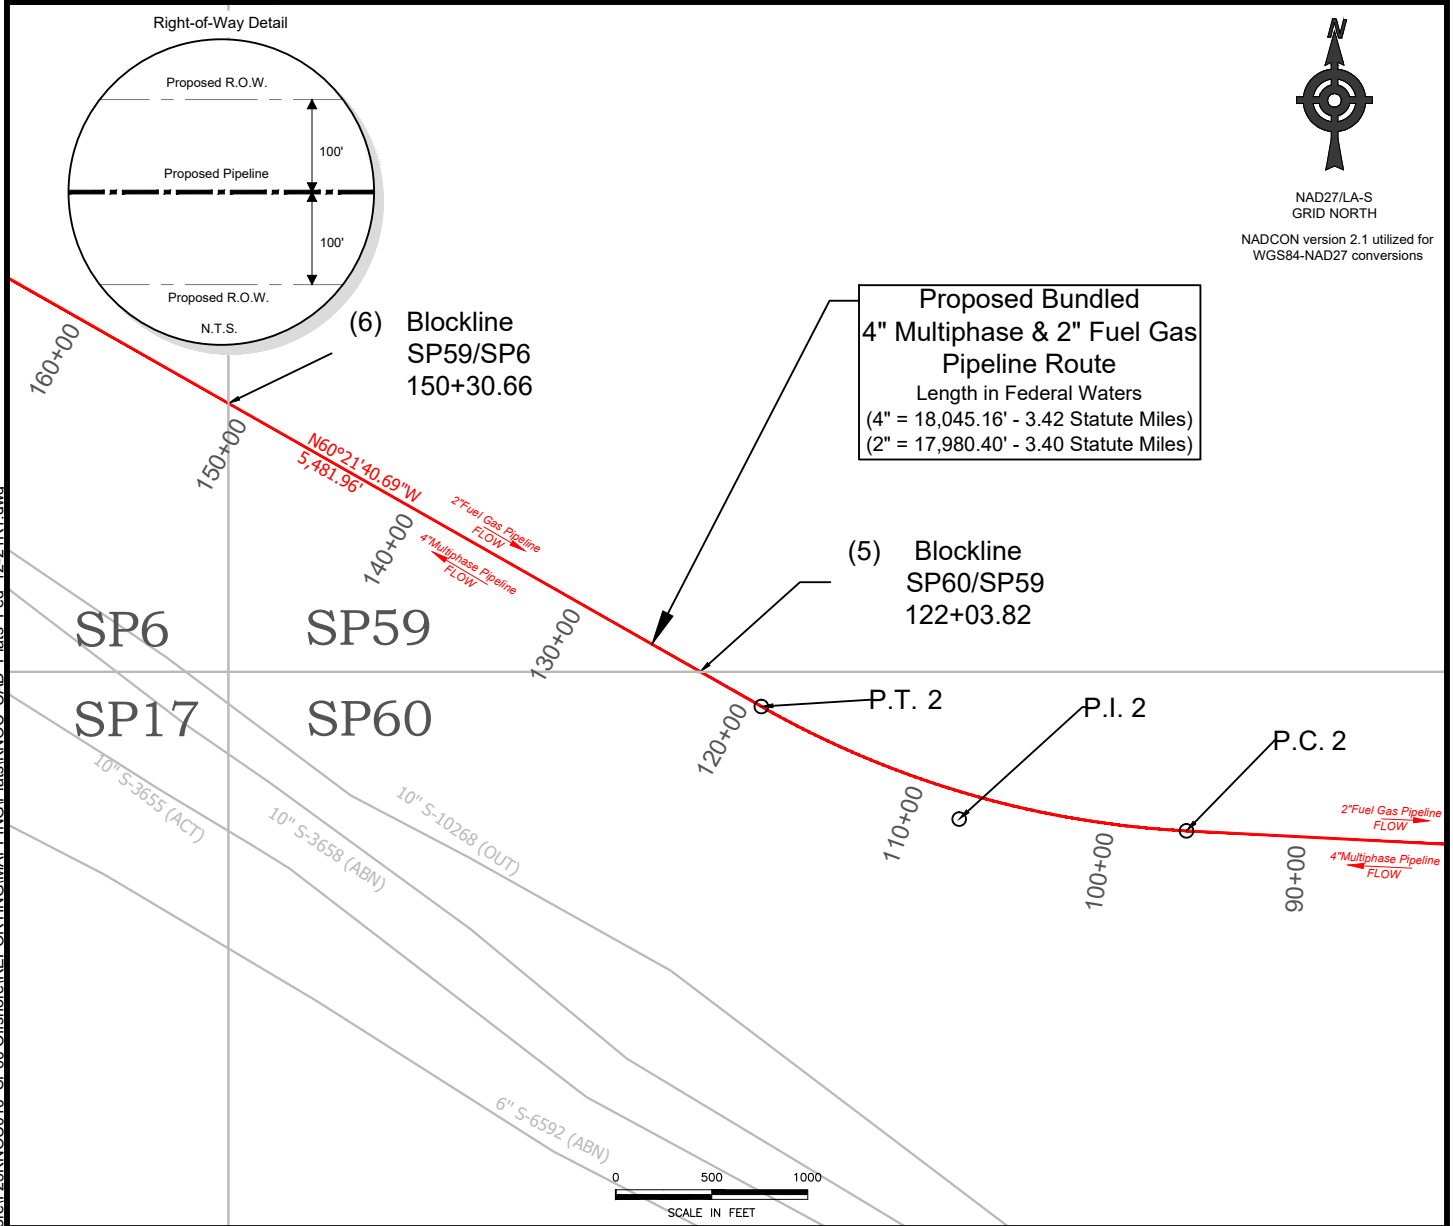 Right-of-Way Detail
Proposed R.O.W.
100'
Proposed Pipeline
100'
Proposed R.O.W.
N.T.S.
N
NAD27/LA-S
GRID NORTH
NADCON version 2.1 utilized for
WGS84-NAD27 conversions
(6) Blockline
SP59/SP6
150+30.66
Proposed Bundled
4" Multiphase & 2" Fuel Gas
Pipeline Route
Length in Federal Waters
(4" = 18,045.16' - 3.42 Statute Miles)
(2" = 17,980.40' - 3.40 Statute Miles)
160+00
150+00
N60°21'40.69"W
5,481.96'
140+00
2"Fuel Gas Pipeline
FLOW
4"Multiphase Pipeline
FLOW
130+00
(5) Blockline
SP60/SP59
122+03.82
SP6
SP59
SP17
SP60
120+00
P.T. 2
P.I. 2
P.C. 2
110+00
100+00
90+00
2"Fuel Gas Pipeline
FLOW
4"Multiphase Pipeline
FLOW
10" S-3655 (ACT)
10" S-3658 (ABN)
10" S-10268 (OUT)
6" S-6592 (ABN)
0 500 1000
SCALE IN FEET